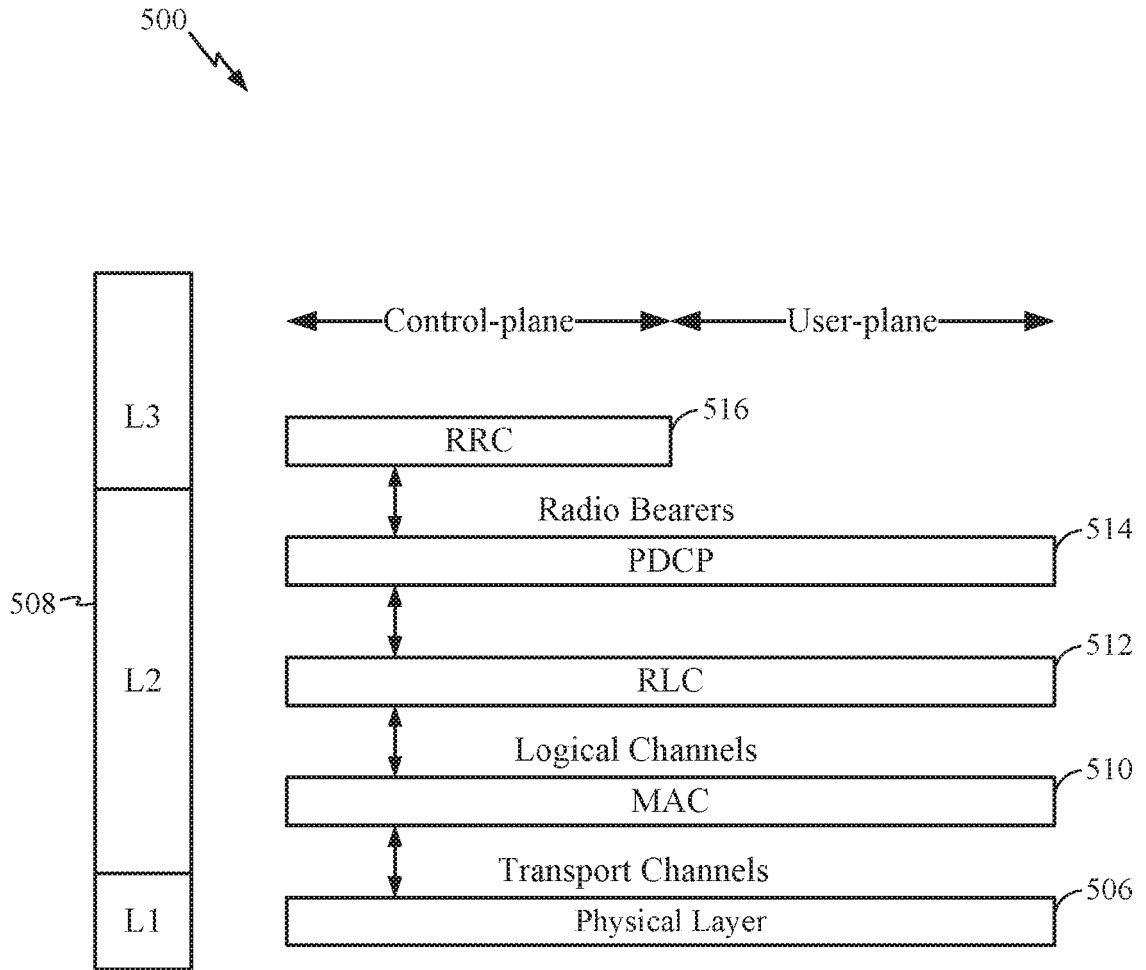 500
Control-plane User-plane
L3
516
RRC
Radio Bearers
514
PDCP
508
512
L2
RLC
Logical Channels
510
MAC
Transport Channels
506
L1
Physical Layer